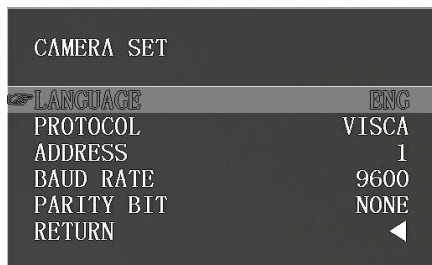 CAMERA SET
LANGUAGE ENG
PROTOCOL VISCA
ADDRESS 1
BAUD RATE 9600
PARITY BIT NONE
RETURN